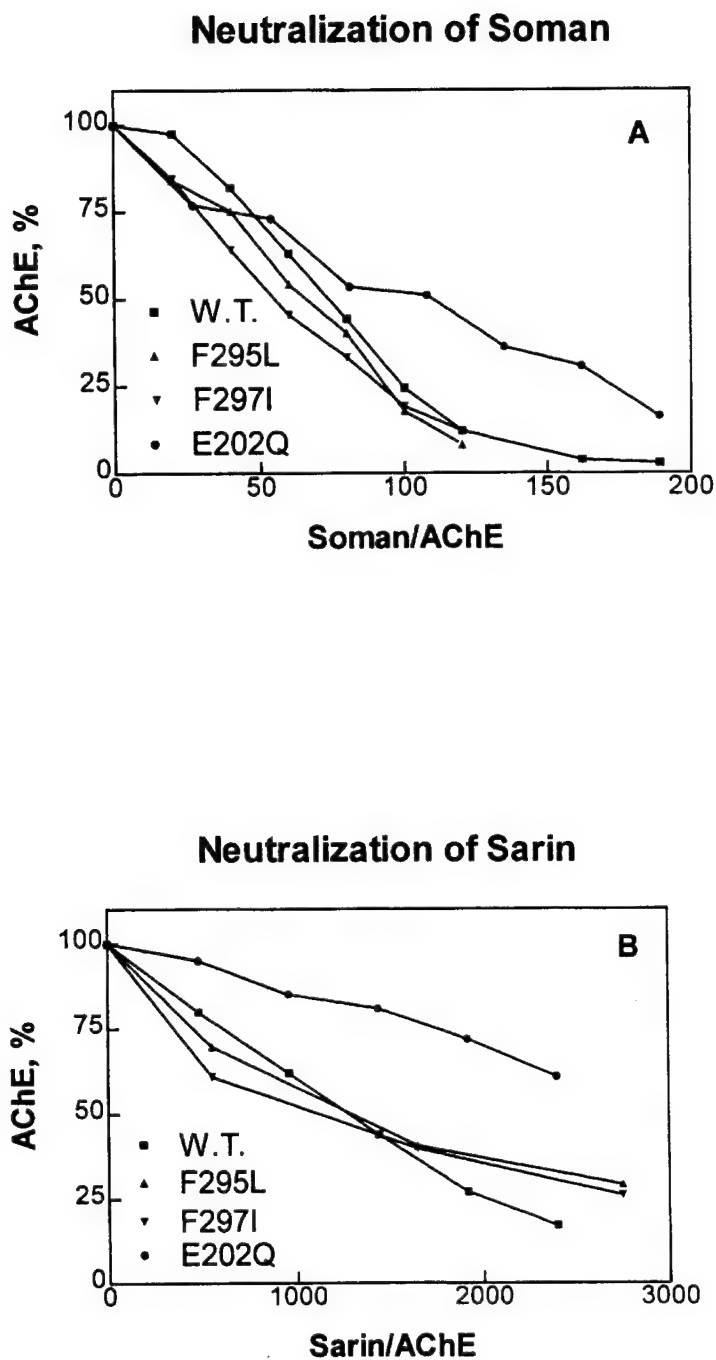 Neutralization of Soman
A
100
75
50
25
0
AChE, %
W.T.
F295L
F297I
E202Q
0 50 100 150 200
Soman/AChE
Neutralization of Sarin
B
100
75
50
25
0
AChE, %
W.T.
F295L
F297I
E202Q
0 1000 2000 3000
Sarin/AChE